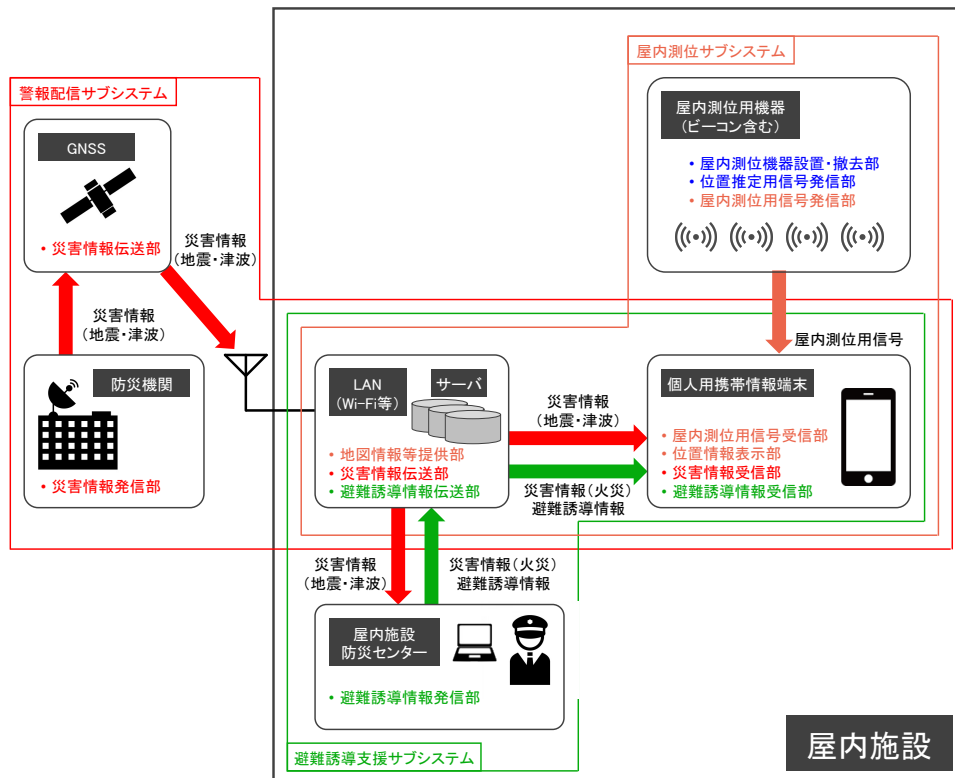 屋内測位サブシステム
警報配信サブシステム
屋内測位用機器
(ビーコン含む)
・屋内測位機器設置・撤去部
・位置推定用信号発信部
・屋内測位用信号発信部
GNSS
・災害情報伝送部
災害情報
(地震・津波)
災害情報
(地震・津波)
屋内測位用信号
防災機関
・災害情報発信部
LAN
(Wi-Fi等)
サーバ
・地図情報等提供部
・災害情報伝送部
・避難誘導情報伝送部
災害情報
(地震・津波)
災害情報(火災)
避難誘導情報
個人用携帯情報端末
・屋内測位用信号受信部
・位置情報表示部
・災害情報受信部
・避難誘導情報受信部
災害情報
(地震・津波)
災害情報(火災)
避難誘導情報
屋内施設
防災センター
・避難誘導情報発信部
避難誘導支援サブシステム
屋内施設